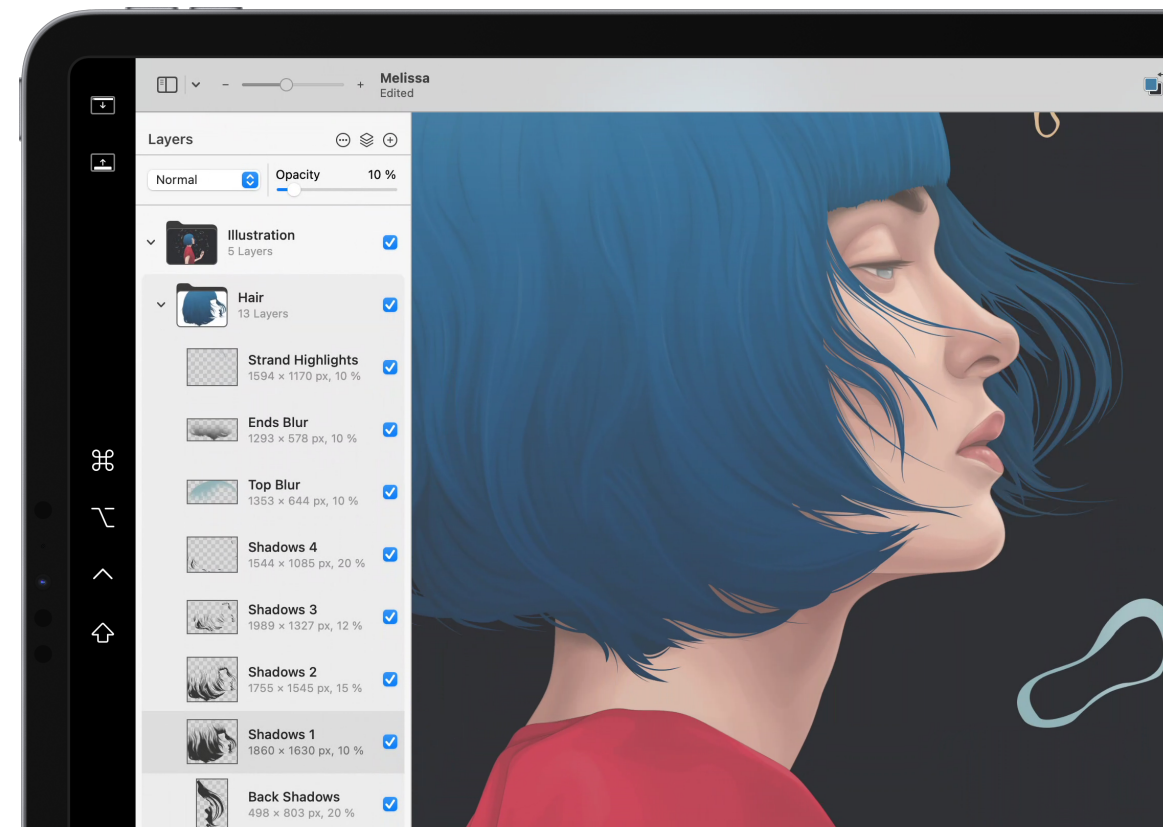 Melissa
Edited
Layers
Normal
Opacity 10 %
Illustration
5 Layers
Hair
13 Layers
Strand Highlights
1594 × 1170 px, 10 %
Ends Blur
1293 × 578 px, 10 %
Top Blur
1353 × 644 px, 10 %
Shadows 4
1544 × 1085 px, 20 %
Shadows 3
1989 × 1327 px, 12 %
Shadows 2
1755 × 1545 px, 15 %
Shadows 1
1860 × 1630 px, 10 %
Back Shadows
498 × 803 px, 20 %